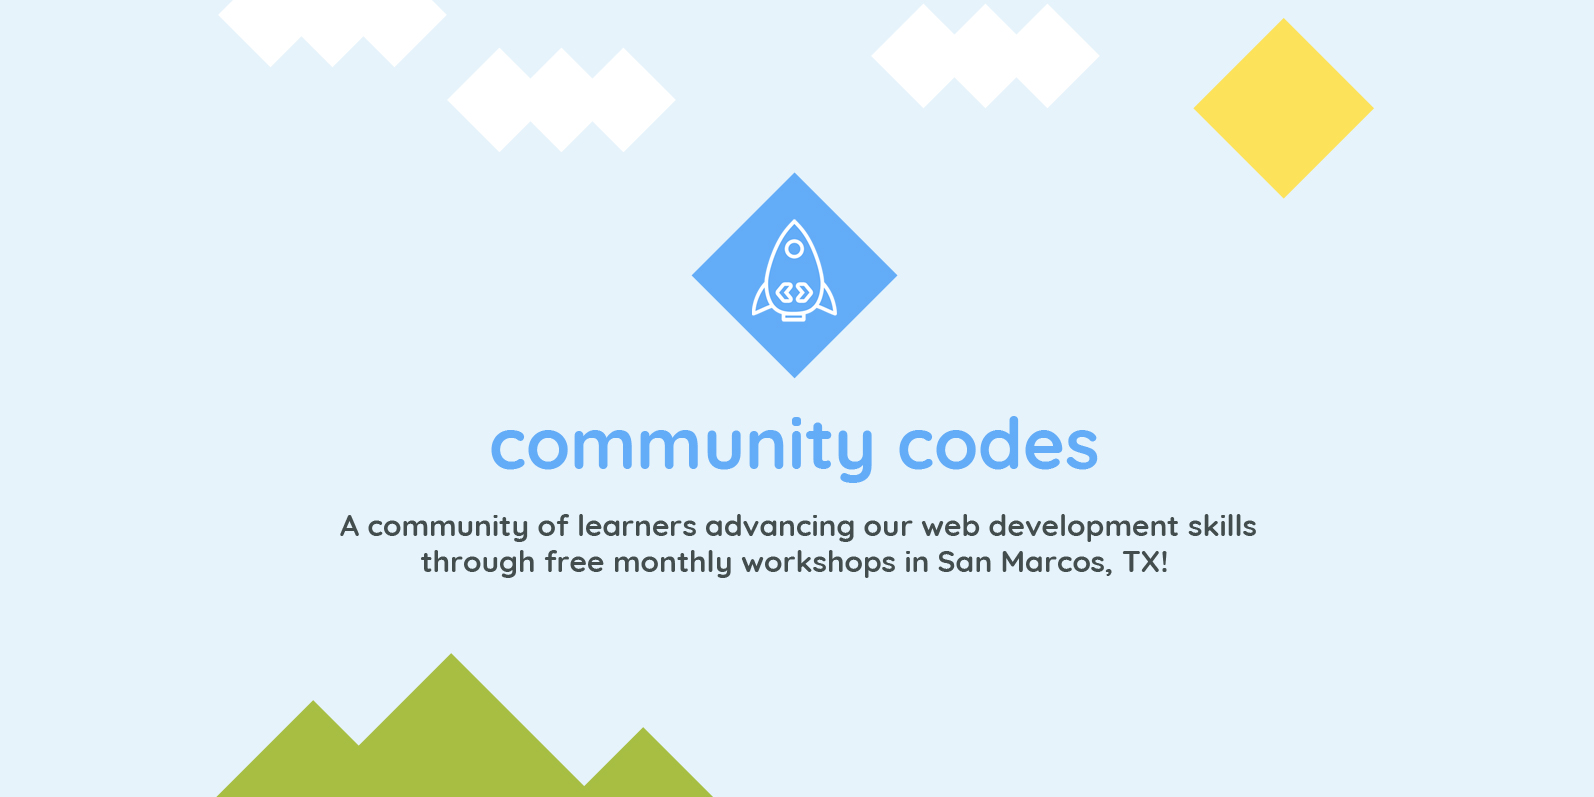 community codes
A community of learners advancing our web development skills
through free monthly workshops in San Marcos, TX!